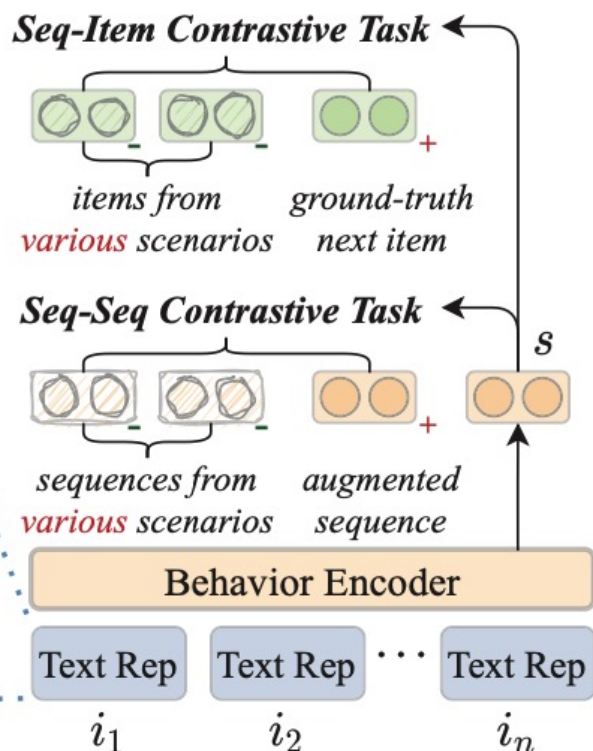 Seq-Item Contrastive Task
- - +
items from ground-truth
various scenarios next item
Seq-Seq Contrastive Task
s
- - +
sequences from augmented
various scenarios sequence
Behavior Encoder
Text Rep Text Rep ··· Text Rep
i₁ i₂ iₙ